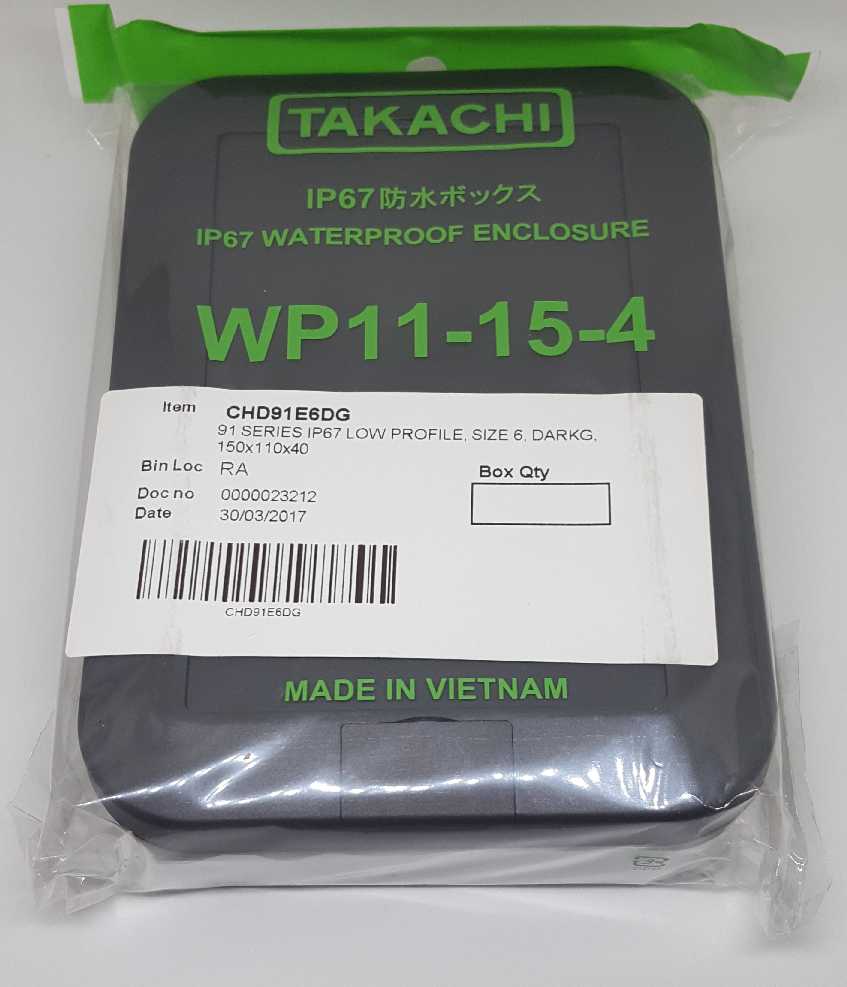 TAKACHI
IP67防水ボックス
IP67 WATERPROOF ENCLOSURE
WP11-15-4
Item CHD91E6DG
91 SERIES IP67 LOW PROFILE, SIZE 6, DARKG,
150x110x40
Bin Loc RA
Box Qty
Doc no 0000023212
Date 30/03/2017
CHD91E6DG
MADE IN VIETNAM